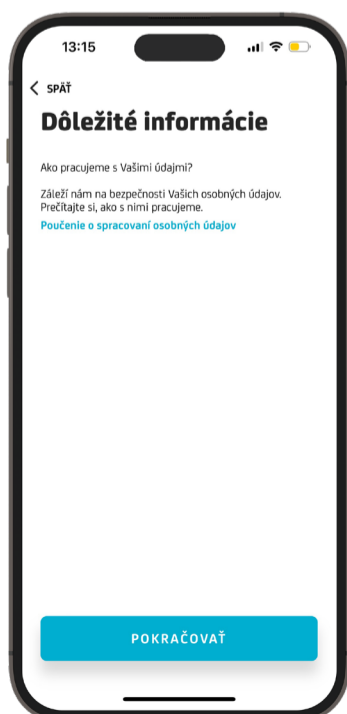 13:15
SPÄŤ
Dôležité informácie
Ako pracujeme s Vašimi údajmi?
Záleží nám na bezpečnosti Vašich osobných údajov.
Prečítajte si, ako s nimi pracujeme.
Poučenie o spracovaní osobných údajov
POKRAČOVAŤ